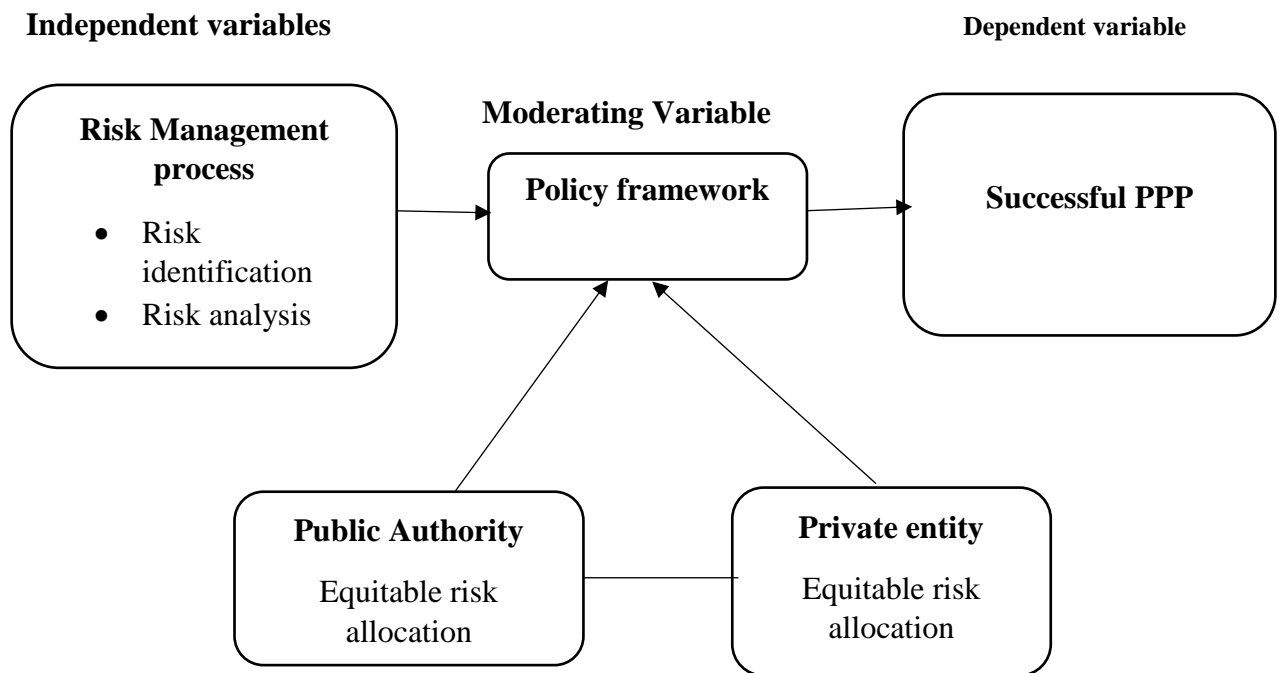 Independent variables
Dependent variable
Risk Management
process
• Risk
identification
• Risk analysis
Moderating Variable
Policy framework
Successful PPP
Public Authority
Equitable risk
allocation
Private entity
Equitable risk
allocation